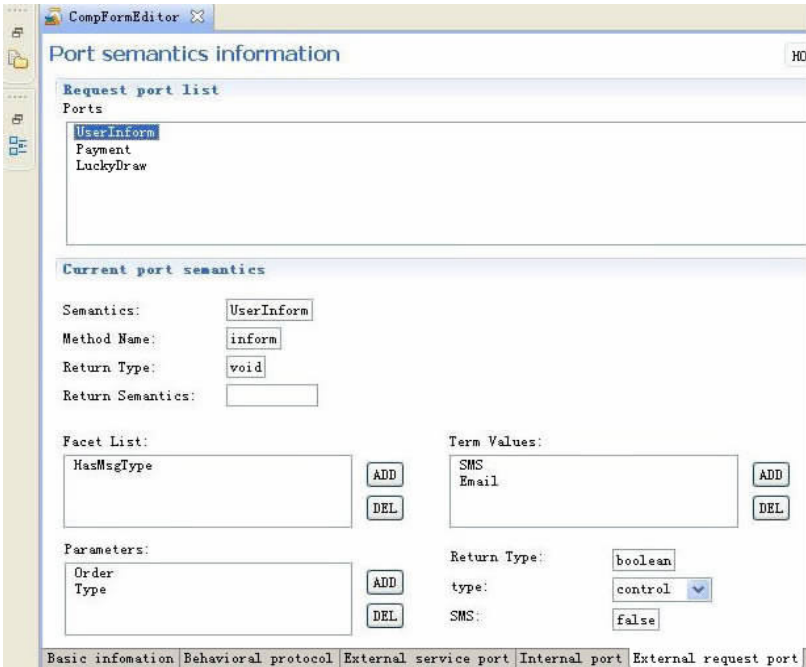 CompFormEditor
Port semantics information
HO
Request port list
Ports
UserInform
Payment
LuckyDraw
Current port semantics
Semantics: UserInform
Method Name: inform
Return Type: void
Return Semantics:
Facet List: Term Values:
HasMsgType ADD SMS ADD
Email
DEL DEL
Parameters: Return Type: boolean
Order ADD type: control
Type
DEL SMS: false
Basic infomation Behavioral protocol External service port Internal port External request port